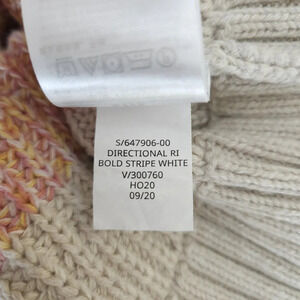 S/647906-00
DIRECTIONAL RI
BOLD STRIPE WHITE
V/300760
HO20
09/20